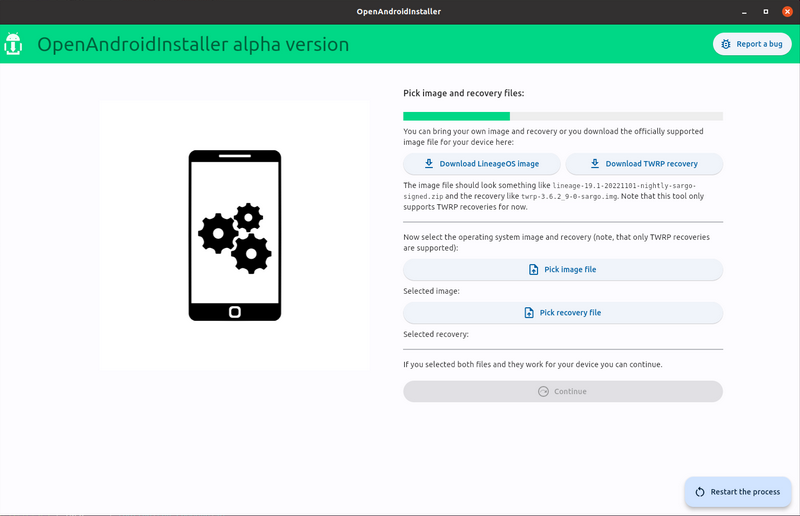 OpenAndroidInstaller
OpenAndroidInstaller alpha version
Report a bug
Pick image and recovery files:
You can bring your own image and recovery or you download the officially supported
image file for your device here:
Download LineageOS image
Download TWRP recovery
The image file should look something like lineage-19.1-20221101-nightly-sargo-
signed.zip and the recovery like twrp-3.6.2_9-0-sargo.img. Note that this tool only
supports TWRP recoveries for now.
Now select the operating system image and recovery (note, that only TWRP recoveries
are supported):
Pick image file
Selected image:
Pick recovery file
Selected recovery:
If you selected both files and they work for your device you can continue.
Continue
Restart the process